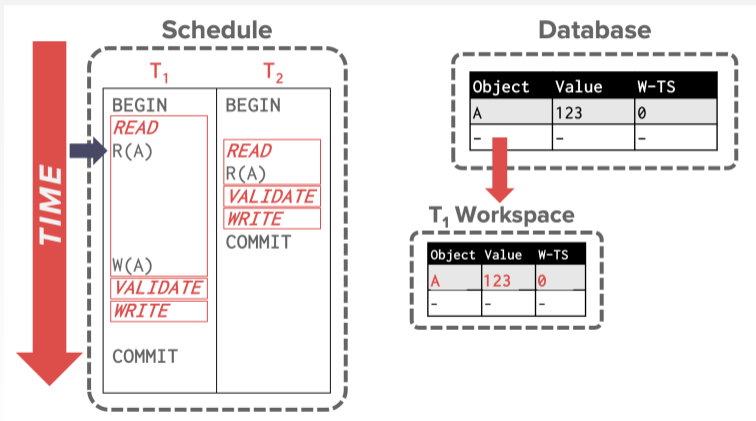 Schedule
T1 T2
BEGIN BEGIN
READ
R(A) READ
R(A)
VALIDATE
WRITE
COMMIT
W(A)
VALIDATE
WRITE
COMMIT
TIME
Database
Object Value W-TS
A 123 0
- - -
T1 Workspace
Object Value W-TS
A 123 0
- - -